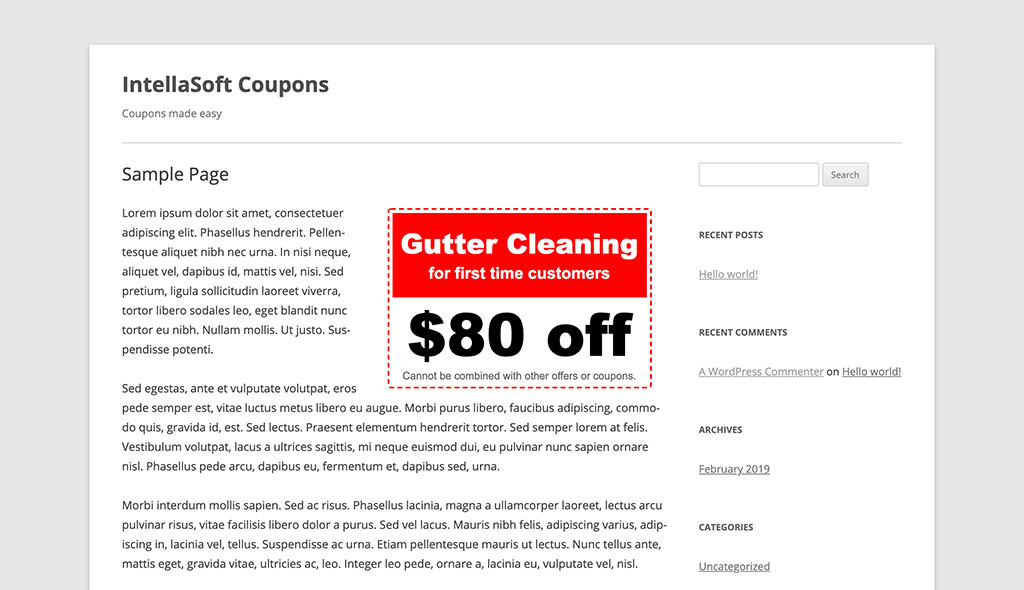 IntellaSoft Coupons
Coupons made easy
Sample Page
Lorem ipsum dolor sit amet, consectetuer
adipiscing elit. Phasellus hendrerit. Pellen-
tesque aliquet nibh nec urna. In nisi neque,
aliquet vel, dapibus id, mattis vel, nisi. Sed
pretium, ligula sollicitudin laoreet viverra,
tortor libero sodales leo, eget blandit nunc
tortor eu nibh. Nullam mollis. Ut justo. Sus-
pendisse potenti.
Gutter Cleaning
for first time customers
$80 off
Cannot be combined with other offers or coupons.
Sed egestas, ante et vulputate volutpat, eros
pede semper est, vitae luctus metus libero eu augue. Morbi purus libero, faucibus adipiscing, commo-
do quis, gravida id, est. Sed lectus. Praesent elementum hendrerit tortor. Sed semper lorem at felis.
Vestibulum volutpat, lacus a ultrices sagittis, mi neque euismod dui, eu pulvinar nunc sapien ornare
nisl. Phasellus pede arcu, dapibus eu, fermentum et, dapibus sed, urna.
Morbi interdum mollis sapien. Sed ac risus. Phasellus lacinia, magna a ullamcorper laoreet, lectus arcu
pulvinar risus, vitae facilisis libero dolor a purus. Sed vel lacus. Mauris nibh felis, adipiscing varius, adip-
iscing in, lacinia vel, tellus. Suspendisse ac urna. Etiam pellentesque mauris ut lectus. Nunc tellus ante,
mattis eget, gravida vitae, ultricies ac, leo. Integer leo pede, ornare a, lacinia eu, vulputate vel, nisl.
Search
RECENT POSTS
Hello world!
RECENT COMMENTS
A WordPress Commenter on Hello world!
ARCHIVES
February 2019
CATEGORIES
Uncategorized